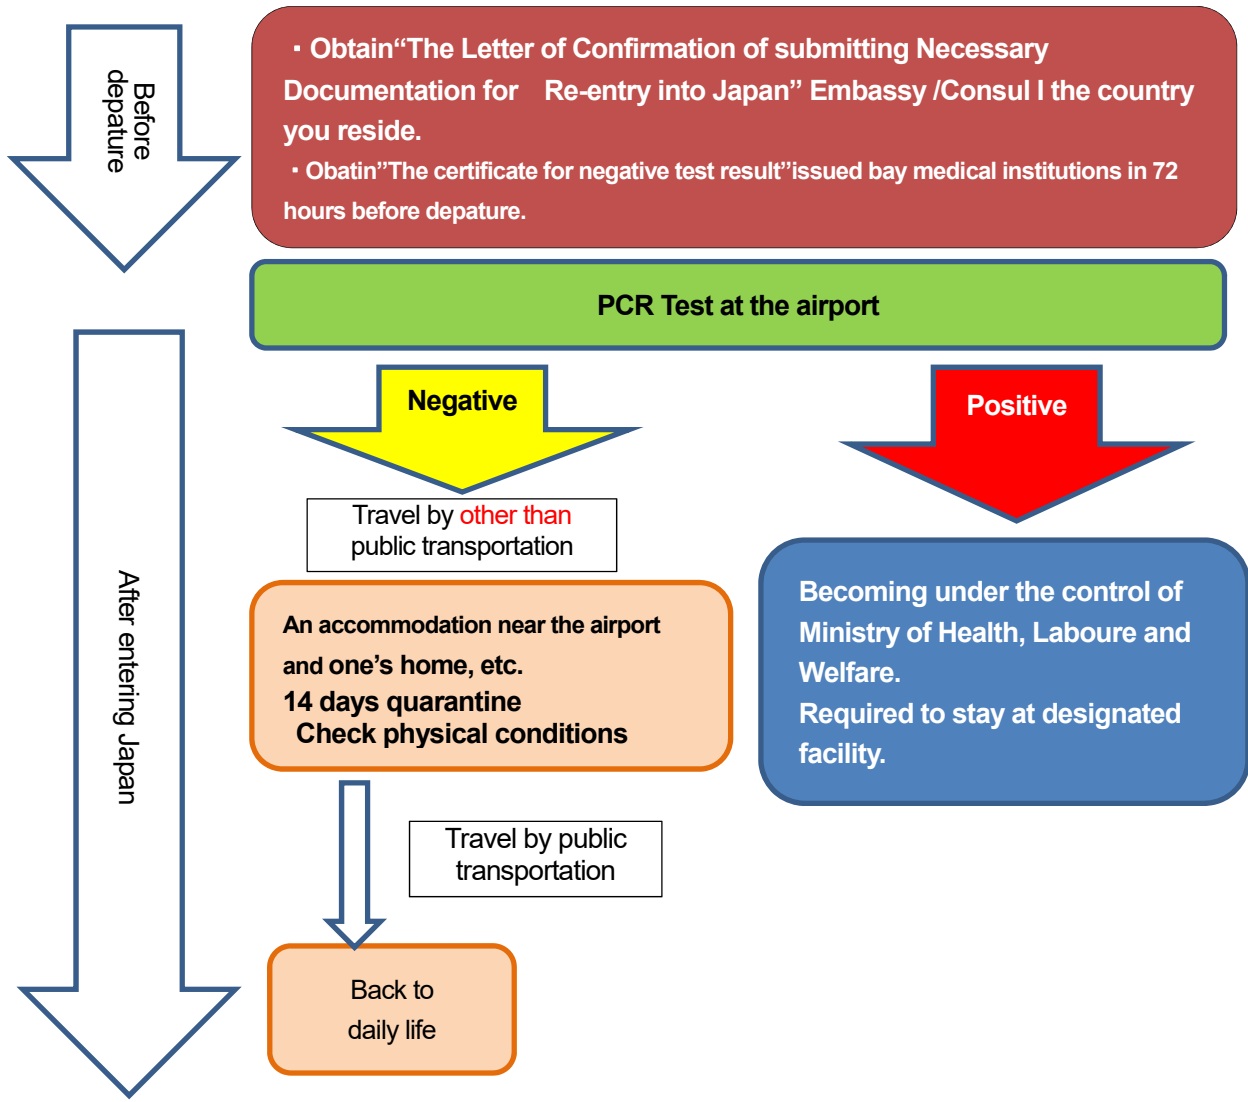 Before
depature
・Obtain“The Letter of Confirmation of submitting Necessary
Documentation for Re-entry into Japan” Embassy /Consul I the country
you reside.
・Obatin”The certificate for negative test result”issued bay medical institutions in 72
hours before depature.
PCR Test at the airport
Negative
Positive
Travel by other than
public transportation
After entering Japan
An accommodation near the airport
and one’s home, etc.
14 days quarantine
Check physical conditions
Becoming under the control of
Ministry of Health, Laboure and
Welfare.
Required to stay at designated
facility.
Travel by public
transportation
Back to
daily life